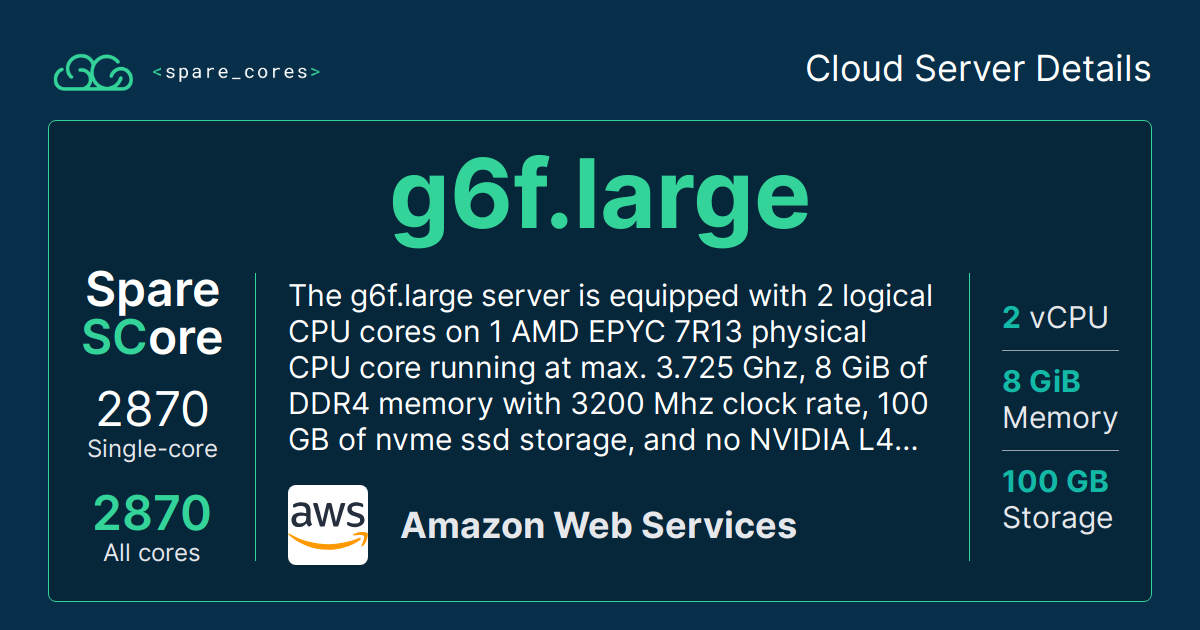 <spare_cores>
Cloud Server Details
g6f.large
Spare
SCore
2870
Single-core
2870
All cores
The g6f.large server is equipped with 2 logical
CPU cores on 1 AMD EPYC 7R13 physical
CPU core running at max. 3.725 Ghz, 8 GiB of
DDR4 memory with 3200 Mhz clock rate, 100
GB of nvme ssd storage, and no NVIDIA L4...
aws
Amazon Web Services
2 vCPU
8 GiB
Memory
100 GB
Storage